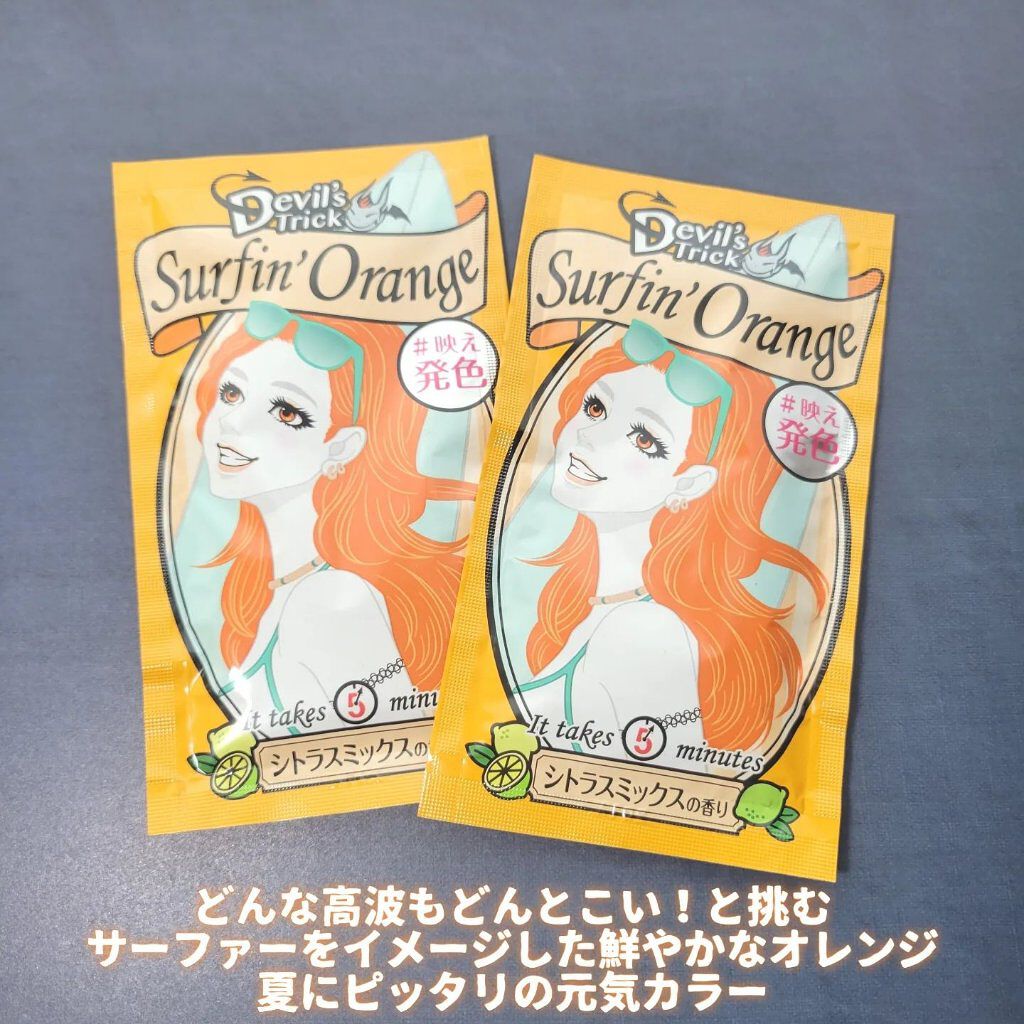 Devil's
Trick
Surfin' Orange
#映え
発色
It takes 5 minu
シトラスミックスの
Devil's
Trick
Surfin' Orange
#映え
発色
It takes 5 minutes
シトラスミックスの香り
どんな高波もどんとこい！と挑む
サーファーをイメージした鮮やかなオレンジ
夏にピッタリの元気カラー